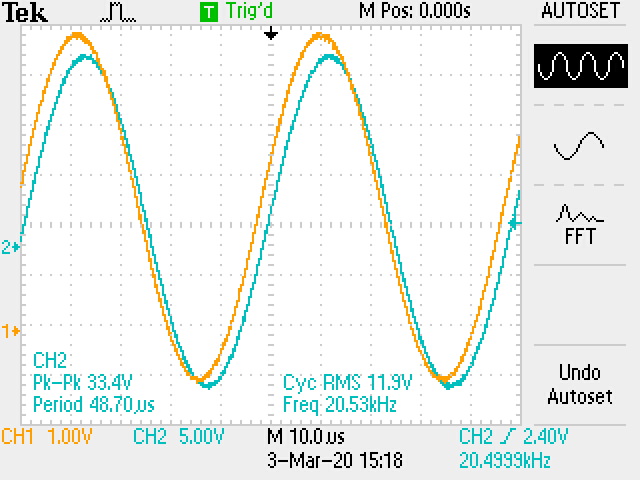 Tek T Trig'd M Pos: 0.000s AUTOSET
FFT
2
1
CH2
Pk-Pk 33.4V Cyc RMS 11.9V
Period 48.70µs Freq 20.53kHz
Undo
Autoset
CH1 1.00V CH2 5.00V M 10.0µs CH2 2.40V
3-Mar-20 15:18 20.4999kHz